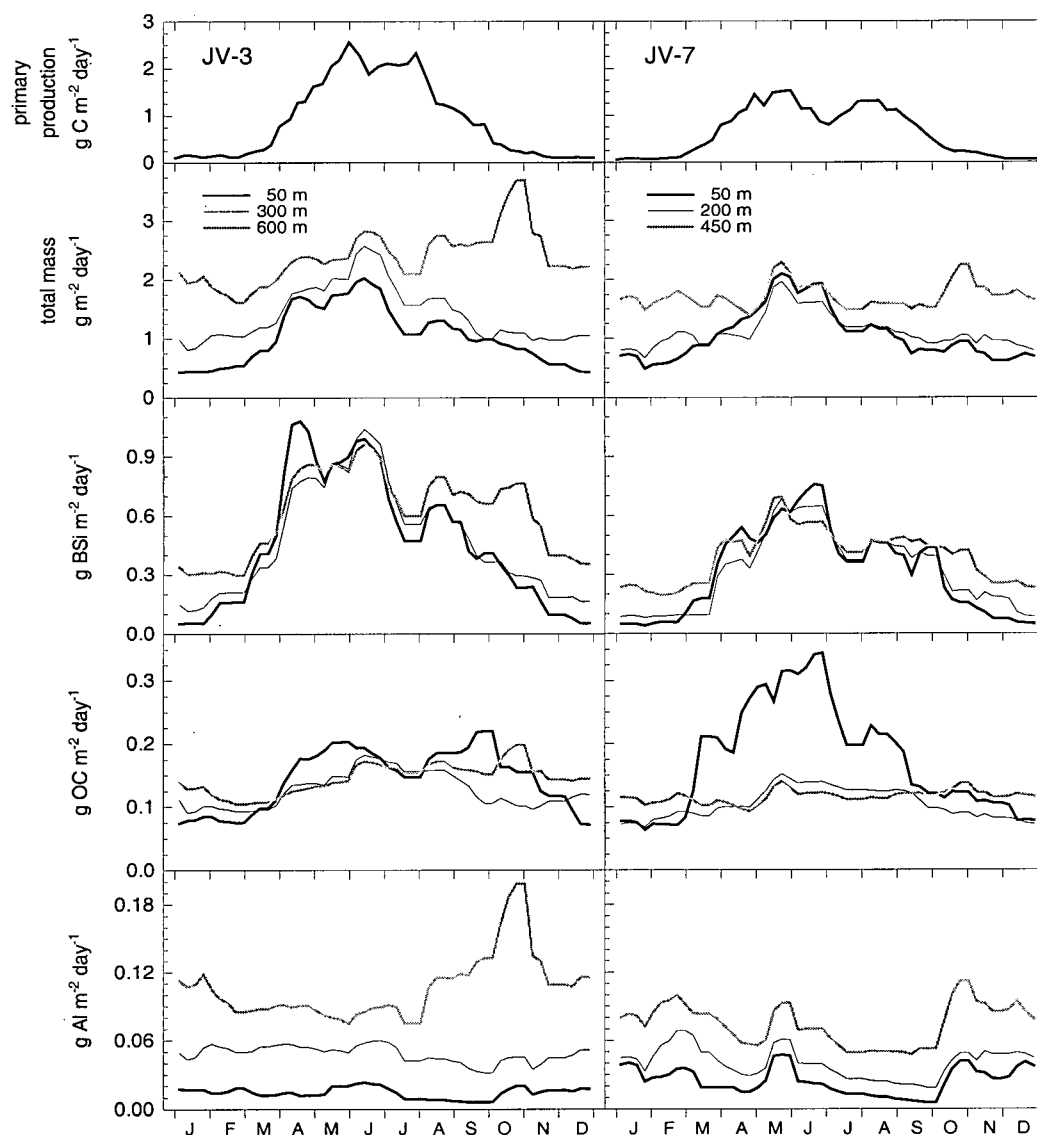 primary production g C m-2 day-1
3
2
1
0
JV-3
JV-7
total mass g m-2 day-1
3
2
1
0
50 m
300 m
600 m
50 m
200 m
450 m
g BSi m-2 day-1
0.9
0.6
0.3
0.0
g OC m-2 day-1
0.3
0.2
0.1
0.0
g Al m-2 day-1
0.18
0.12
0.06
0.00
J F M A M J J A S O N D
J F M A M J J A S O N D